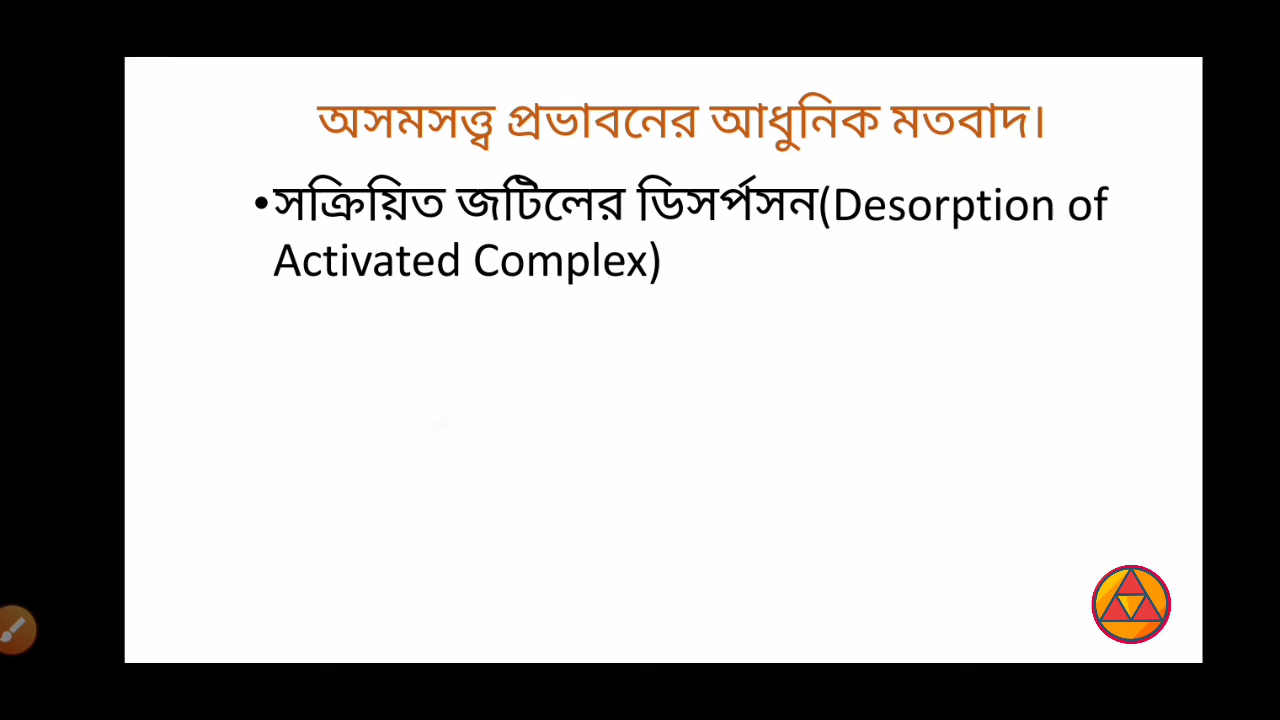 অসমসত্ত্ব প্রভাবনের আধুনিক মতবাদ।
•সক্রিয়িত জটিলের ডিসর্পসন(Desorption of
Activated Complex)